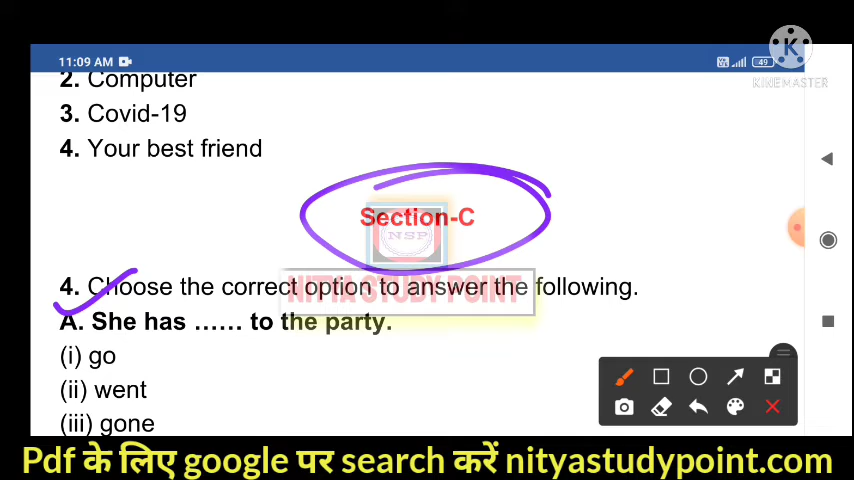 11:09 AM
49
K
KINEMASTER
2. Computer
3. Covid-19
4. Your best friend
Section-C
NSP
4. Choose the correct option to answer the following.
NITIA STUDY POINT
A. She has …… to the party.
(i) go
(ii) went
(iii) gone
Pdf के लिए google पर search करें nityastudypoint.com